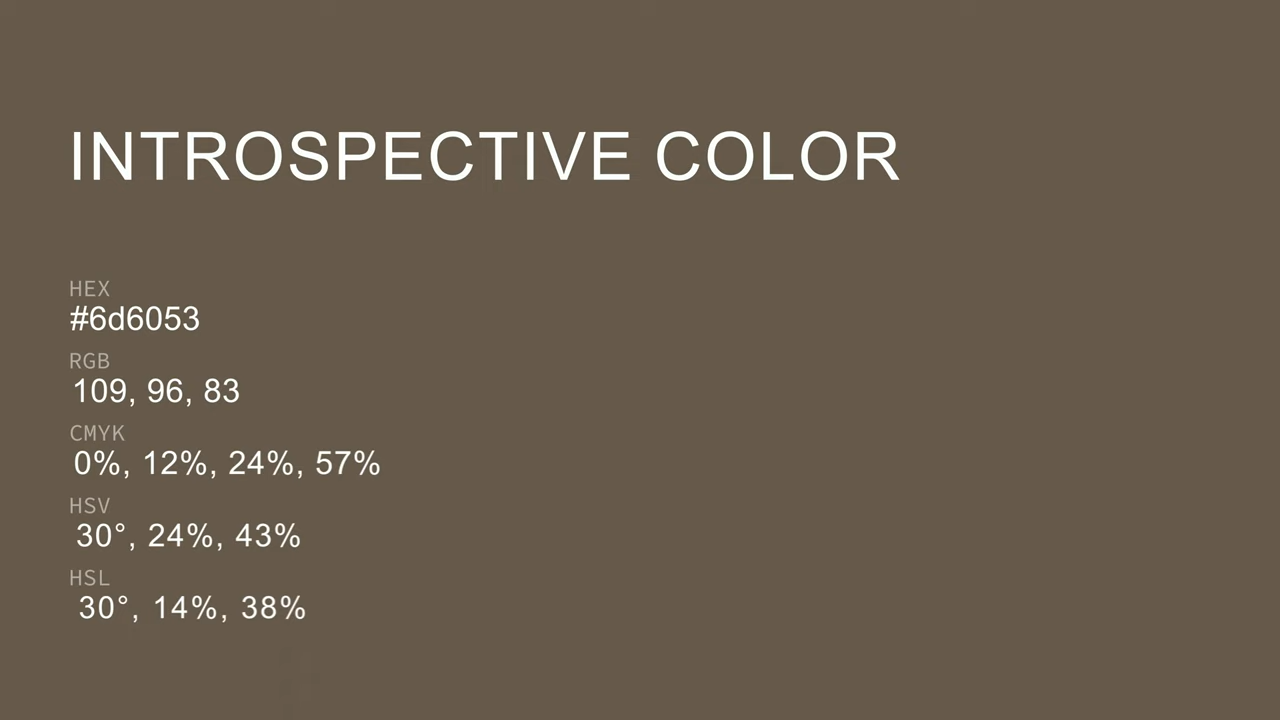 INTROSPECTIVE COLOR
HEX
#6d6053
RGB
109, 96, 83
CMYK
0%, 12%, 24%, 57%
HSV
30°, 24%, 43%
HSL
30°, 14%, 38%